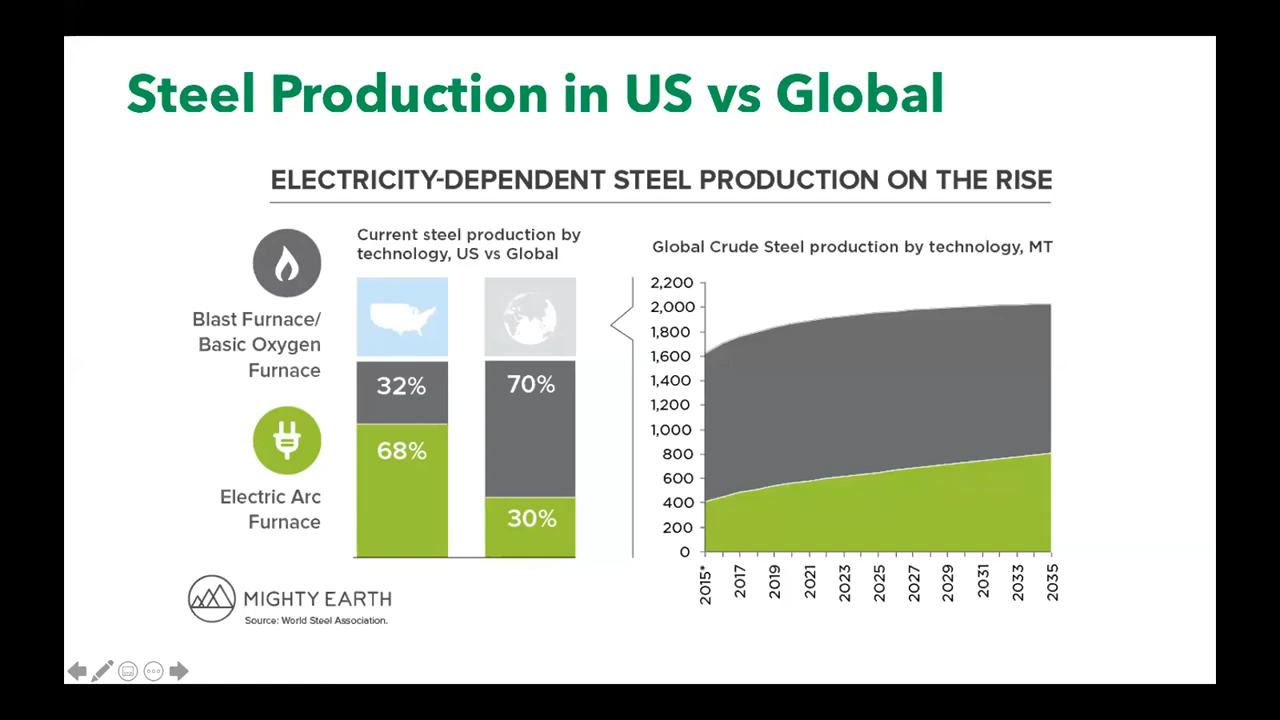 Steel Production in US vs Global
ELECTRICITY-DEPENDENT STEEL PRODUCTION ON THE RISE
Blast Furnace/
Basic Oxygen
Furnace
Electric Arc
Furnace
Current steel production by
technology, US vs Global
32%
68%
70%
30%
Global Crude Steel production by technology, MT
2,200
2,000
1,800
1,600
1,400
1,200
1,000
800
600
400
200
0
2015*
2017
2019
2021
2023
2025
2027
2029
2031
2033
2035
MIGHTY EARTH
Source: World Steel Association.